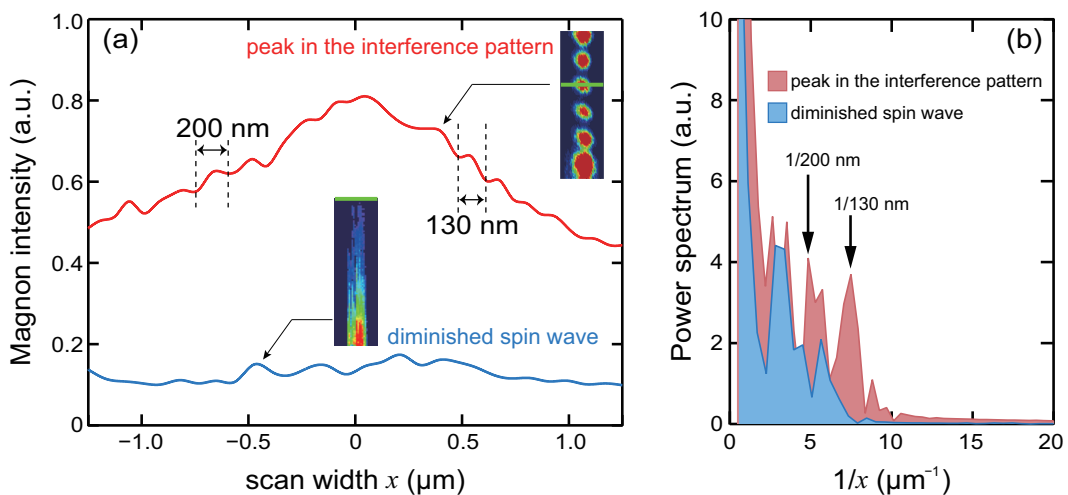 (a)
peak in the interference pattern
200 nm
130 nm
diminished spin wave
Magnon intensity (a.u.)
1.0
0.8
0.6
0.4
0.2
0
−1.0
−0.5
0
0.5
1.0
scan width x (μm)
(b)
peak in the interference pattern
diminished spin wave
1/200 nm
1/130 nm
Power spectrum (a.u.)
10
8
6
4
2
0
0
5
10
15
20
1/x (μm⁻¹)